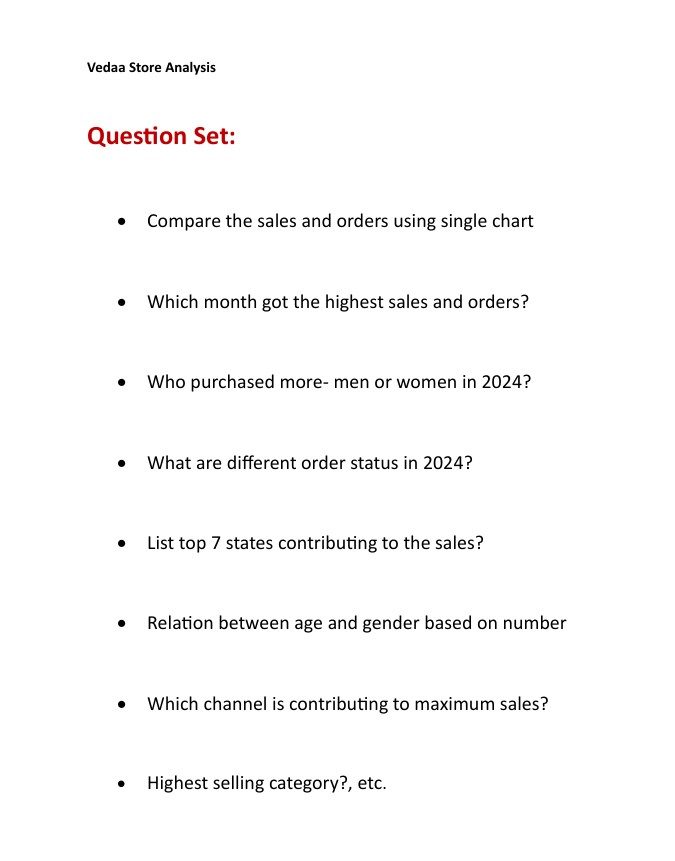 Vedaa Store Analysis
Question Set:
• Compare the sales and orders using single chart
• Which month got the highest sales and orders?
• Who purchased more- men or women in 2024?
• What are different order status in 2024?
• List top 7 states contributing to the sales?
• Relation between age and gender based on number
• Which channel is contributing to maximum sales?
• Highest selling category?, etc.